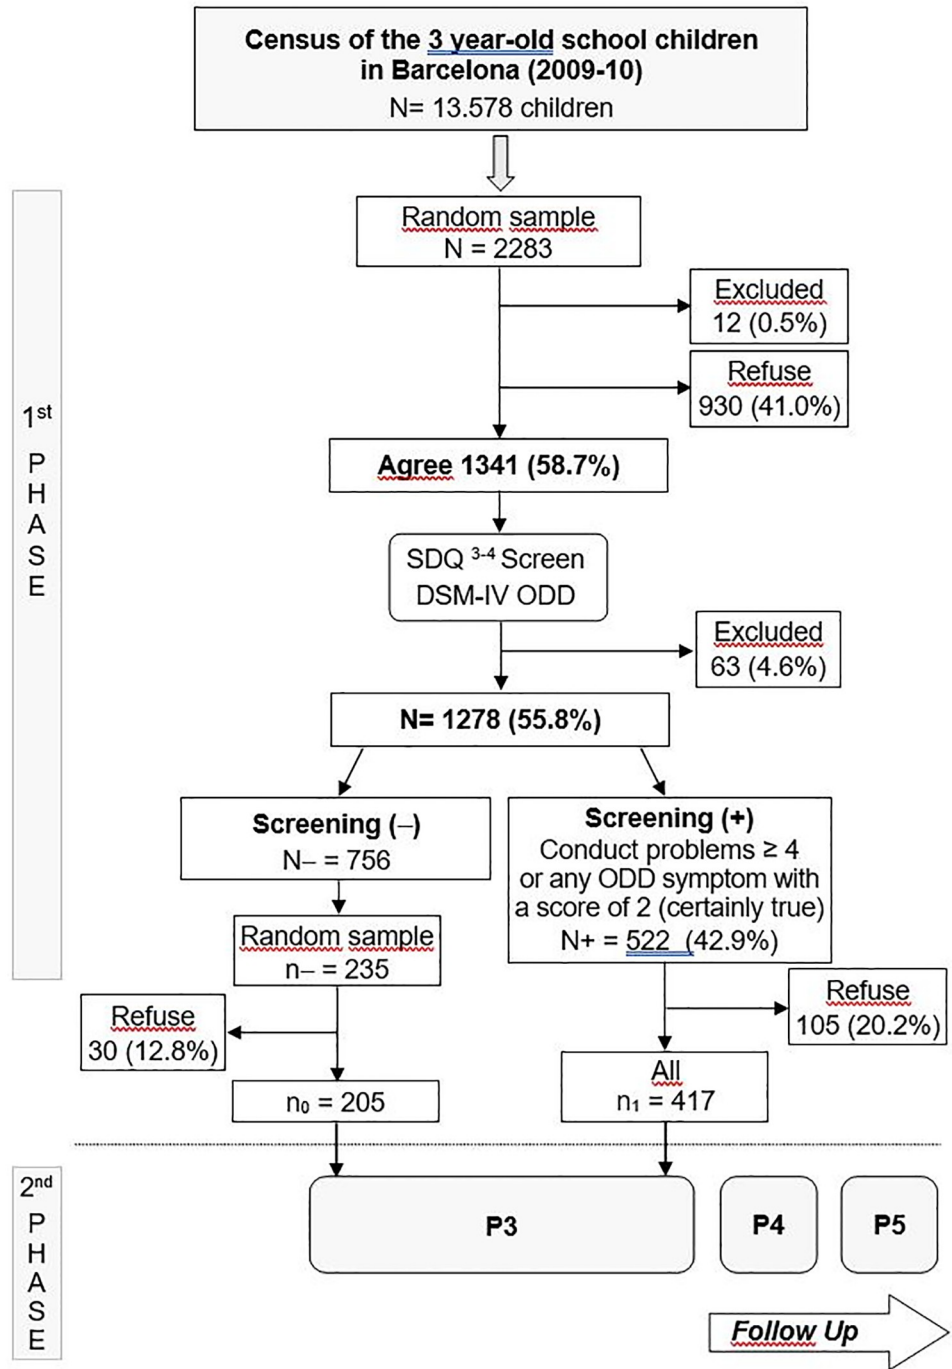 Census of the 3 year-old school children
in Barcelona (2009-10)
N= 13.578 children
Random sample
N = 2283
Excluded
12 (0.5%)
Refuse
930 (41.0%)
Agree 1341 (58.7%)
SDQ 3-4 Screen
DSM-IV ODD
Excluded
63 (4.6%)
N= 1278 (55.8%)
Screening (–)
N– = 756
Screening (+)
Conduct problems ≥ 4
or any ODD symptom with
a score of 2 (certainly true)
N+ = 522 (42.9%)
Random sample
n– = 235
Refuse
30 (12.8%)
Refuse
105 (20.2%)
n₀ = 205
All
n₁ = 417
1st
P
H
A
S
E
2nd
P
H
A
S
E
P3
P4
P5
Follow Up